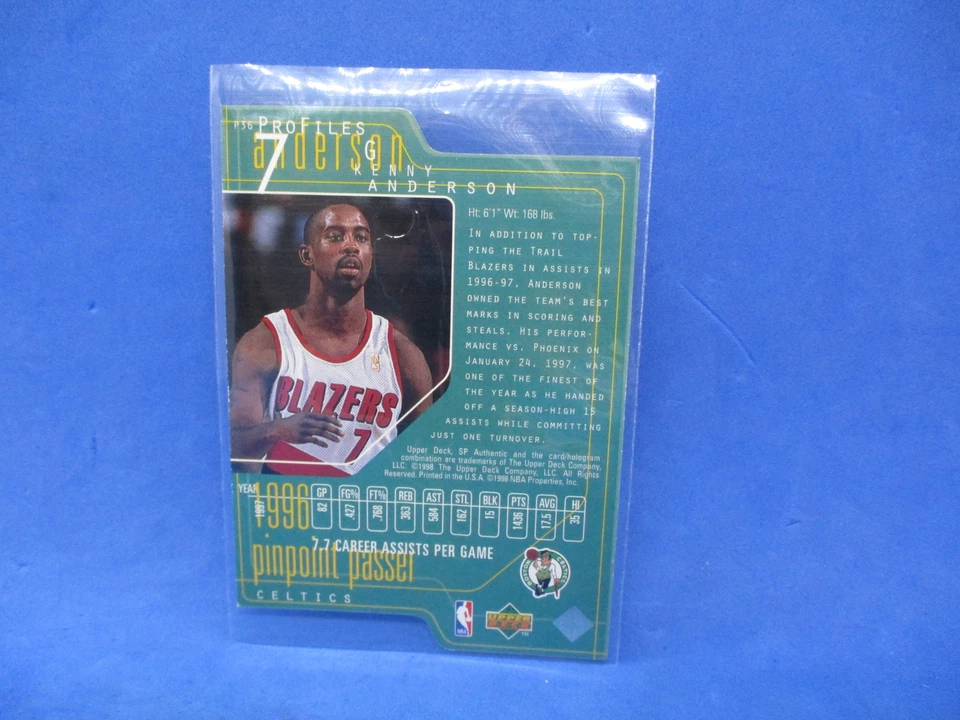 P36 PROFILES
anderson
7
G
KENNY
ANDERSON
Ht: 6'1" Wt: 168 lbs.
IN ADDITION TO TOP-
PING THE TRAIL
BLAZERS IN ASSISTS IN
1996-97, ANDERSON
OWNED THE TEAM'S BEST
MARKS IN SCORING AND
STEALS. HIS PERFOR-
MANCE VS. PHOENIX ON
JANUARY 24, 1997, WAS
ONE OF THE FINEST OF
THE YEAR AS HE HANDED
OFF A SEASON-HIGH 15
ASSISTS WHILE COMMITTING
JUST ONE TURNOVER.
BLAZERS
7
Upper Deck, SP Authentic and the card/hologram
combination are trademarks of The Upper Deck Company,
LLC. ©1998 The Upper Deck Company, LLC. All Rights
Reserved. Printed in the U.S.A. ©1998 NBA Properties, Inc.
YEAR GP FG% FT% REB AST STL BLK PTS AVG HI
1997 82 .427 .768 363 584 162 15 1436 17.5 35
1996
7.7 CAREER ASSISTS PER GAME
pinpoint passer
CELTICS
BOSTON CELTICS
NBA
UPPER DECK